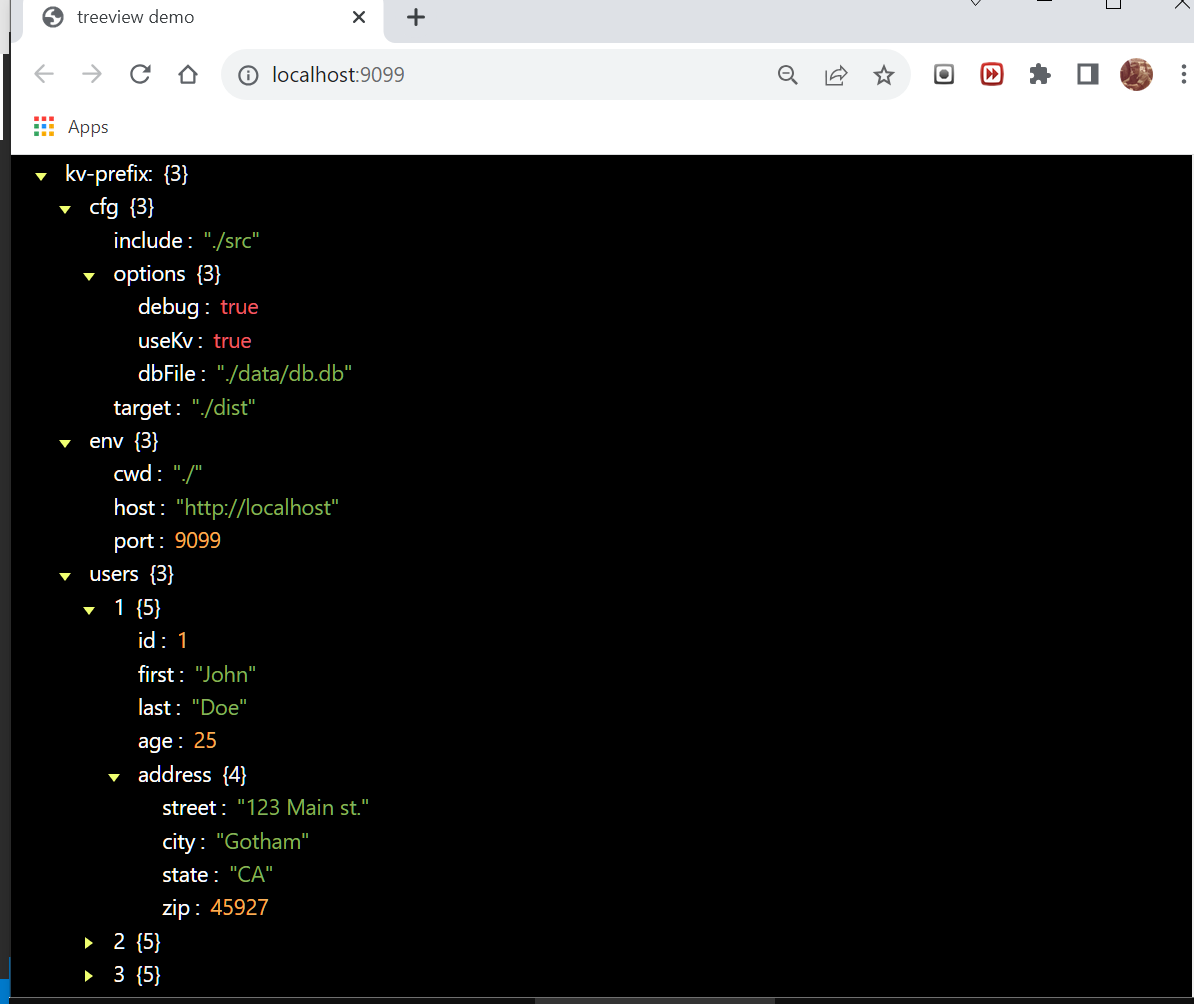 treeview demo
localhost:9099
Apps
kv-prefix: {3}
cfg {3}
include : "./src"
options {3}
debug : true
useKv : true
dbFile : "./data/db.db"
target : "./dist"
env {3}
cwd : "./"
host : "http://localhost"
port : 9099
users {3}
1 {5}
id : 1
first : "John"
last : "Doe"
age : 25
address {4}
street : "123 Main st."
city : "Gotham"
state : "CA"
zip : 45927
2 {5}
3 {5}